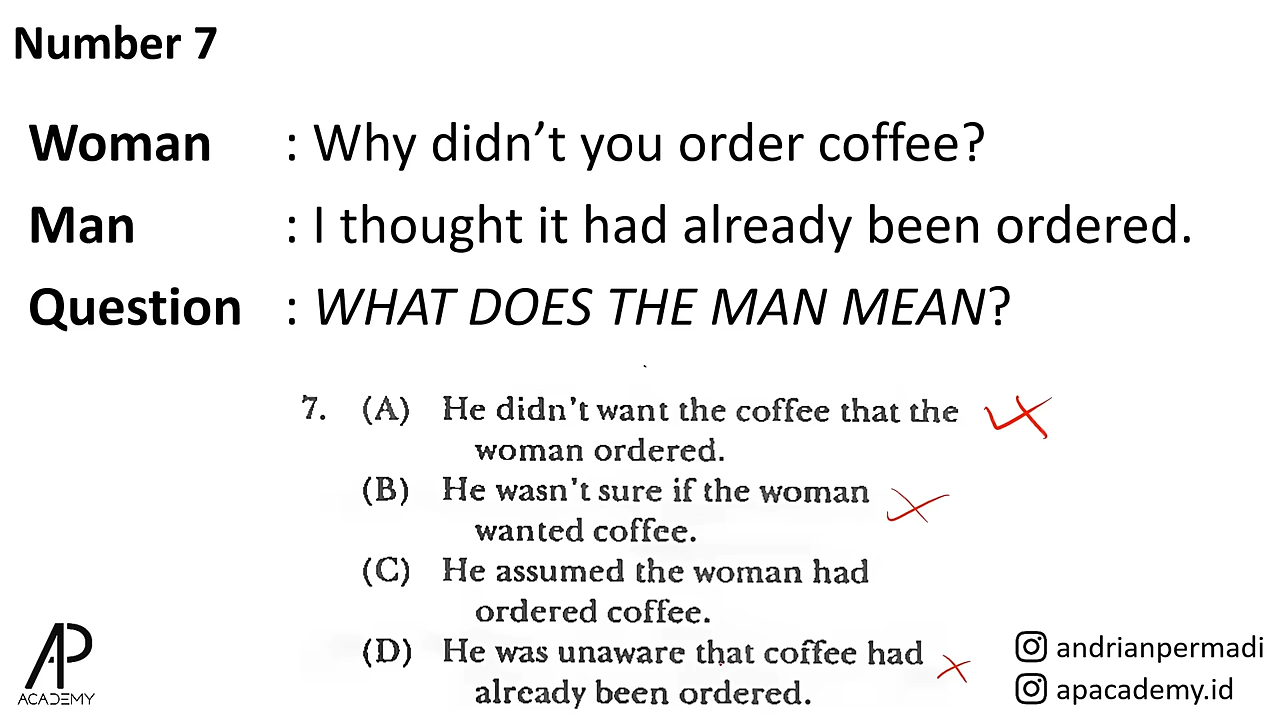 Number 7
Woman : Why didn't you order coffee?
Man : I thought it had already been ordered.
Question : WHAT DOES THE MAN MEAN?
7. (A) He didn't want the coffee that the
woman ordered.
(B) He wasn't sure if the woman
wanted coffee.
(C) He assumed the woman had
ordered coffee.
(D) He was unaware that coffee had
already been ordered.
AP
ACADEMY
andrianpermadi
apacademy.id